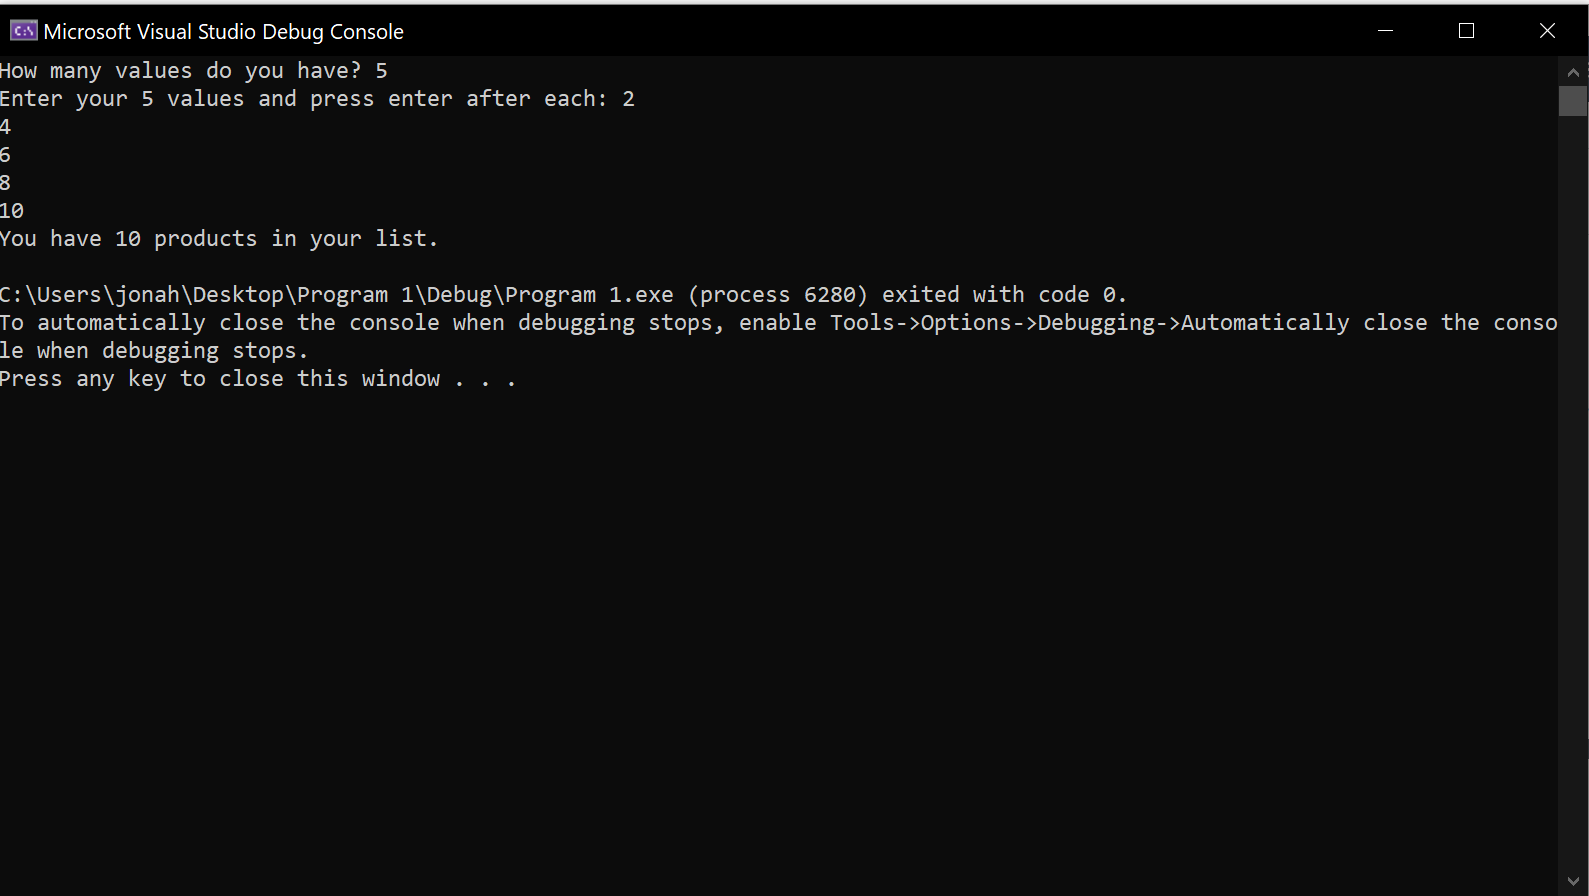 Microsoft Visual Studio Debug Console
How many values do you have? 5
Enter your 5 values and press enter after each: 2
4
6
8
10
You have 10 products in your list.
C:\Users\jonah\Desktop\Program 1\Debug\Program 1.exe (process 6280) exited with code 0.
To automatically close the console when debugging stops, enable Tools->Options->Debugging->Automatically close the conso
le when debugging stops.
Press any key to close this window . . .